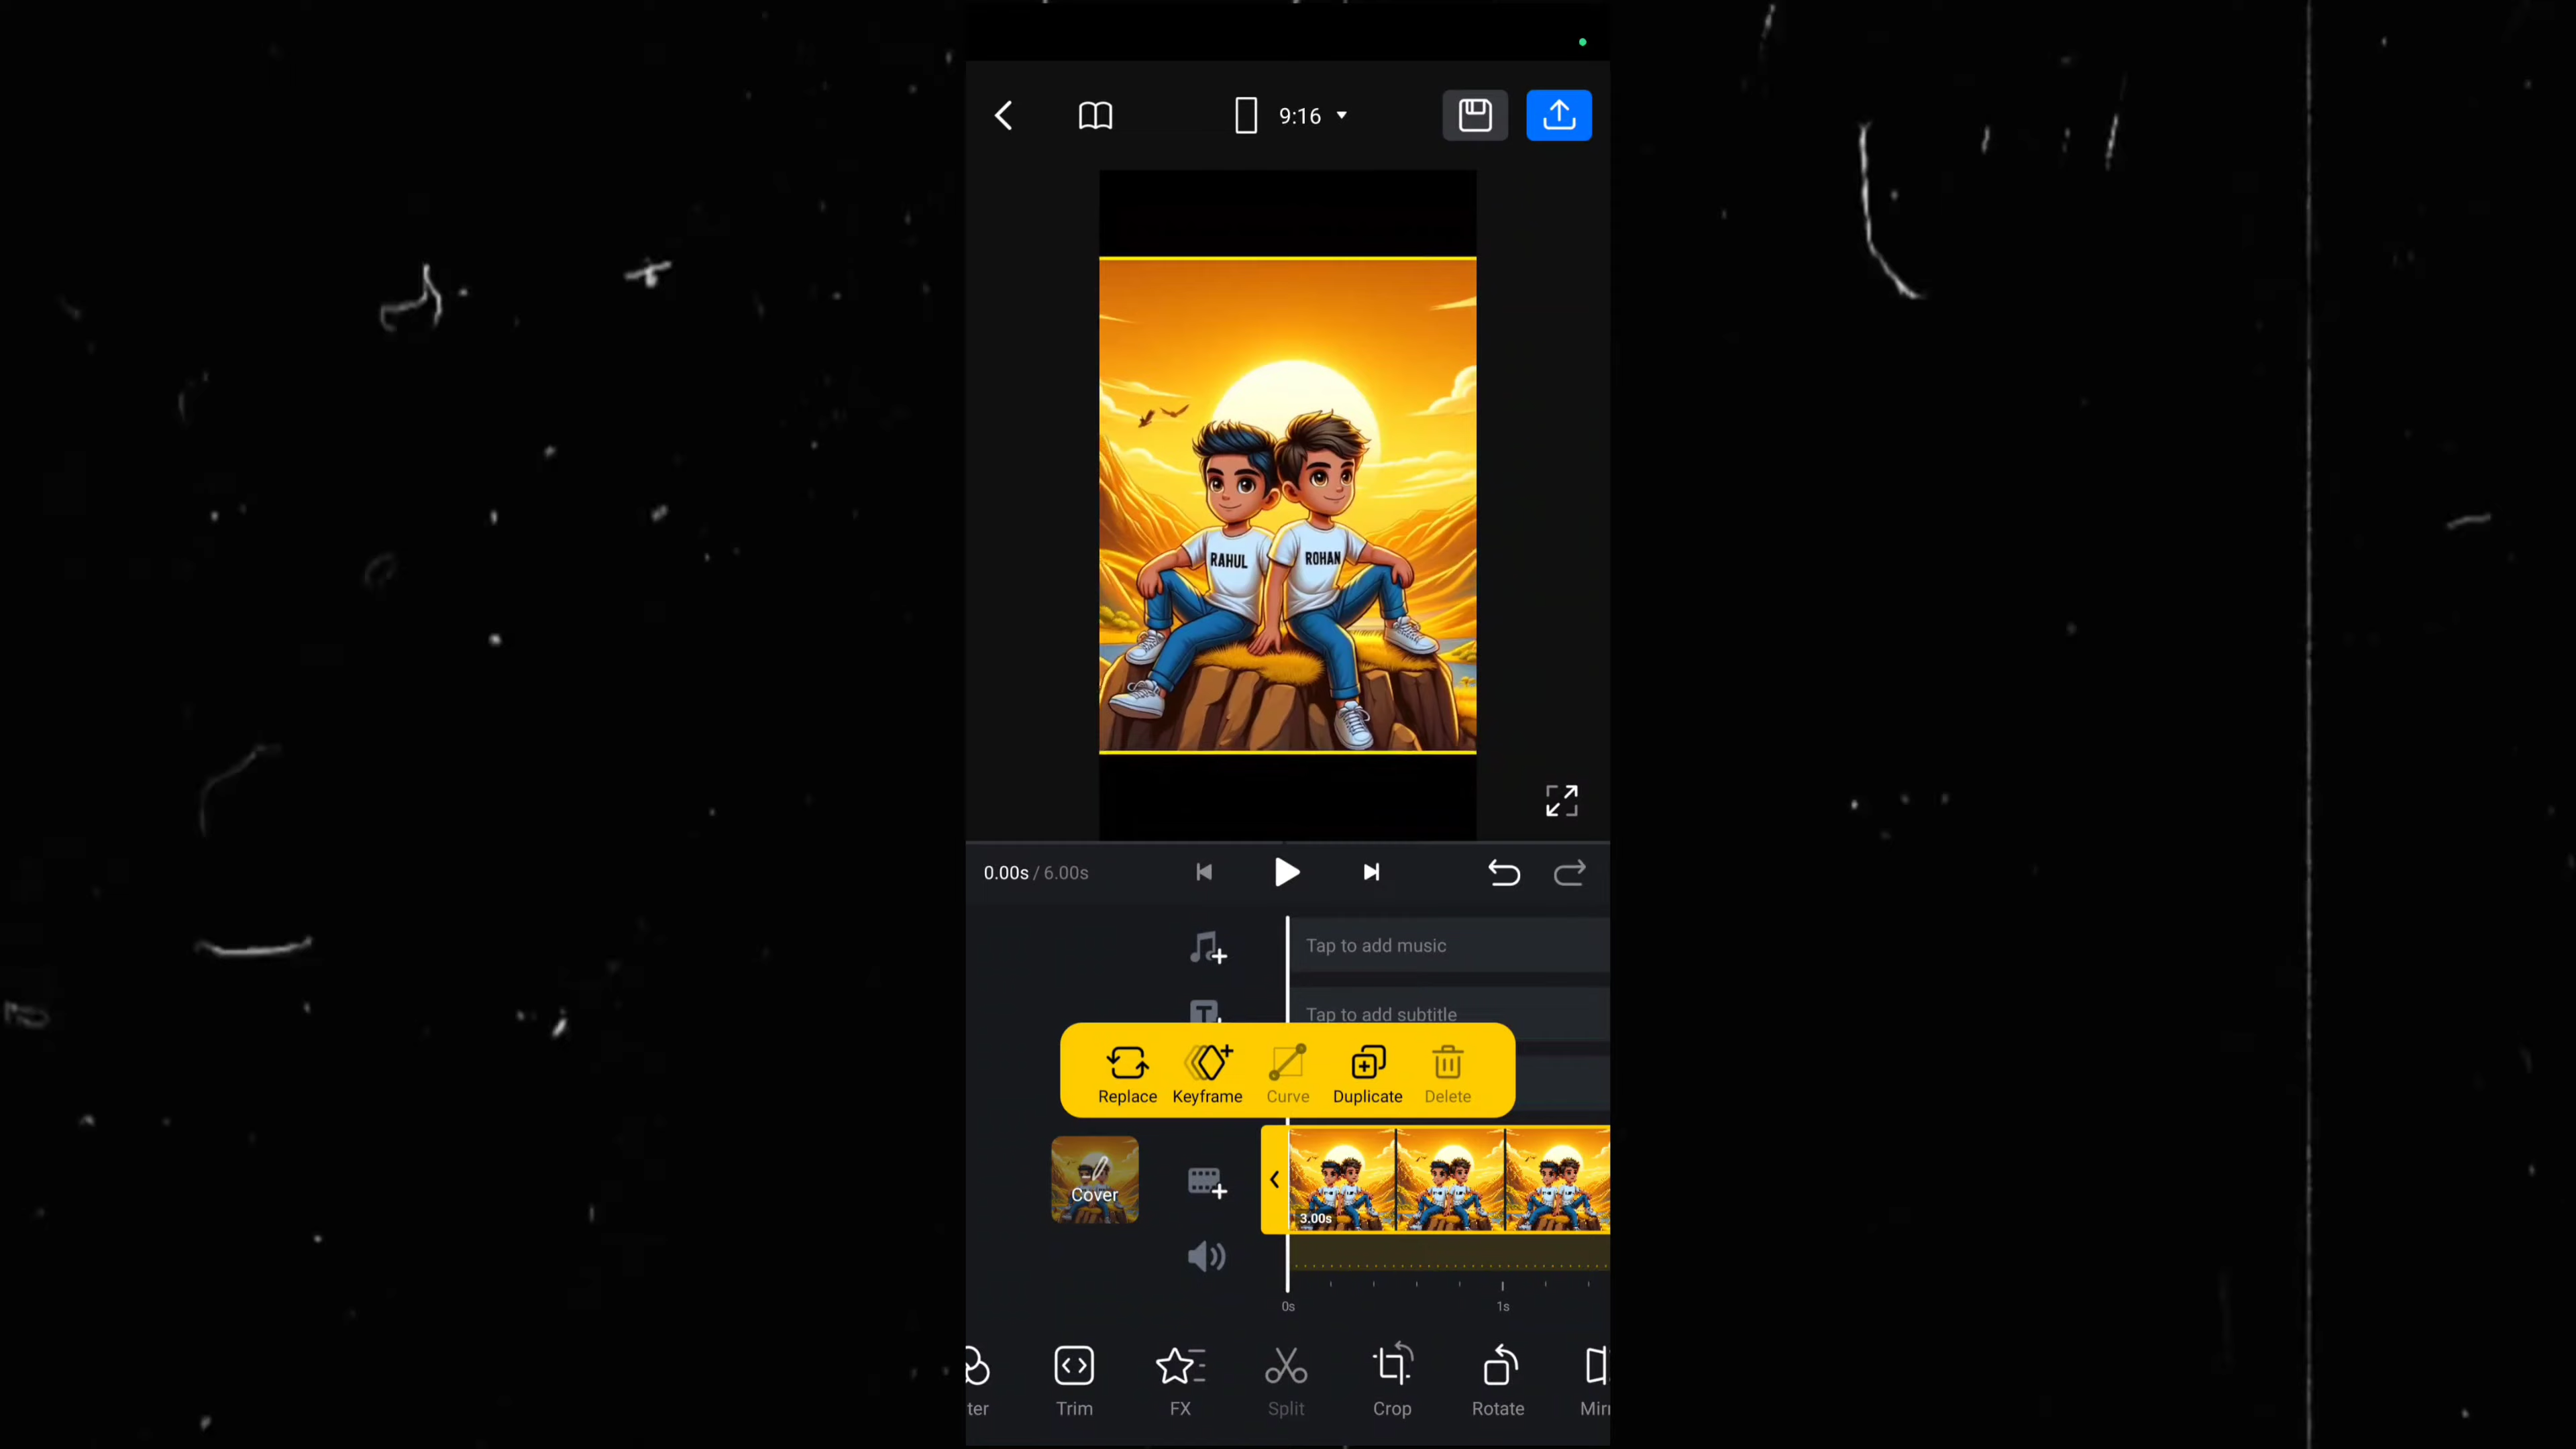 9:16
RAHUL
ROHAN
0.00s / 6.00s
Tap to add music
Tap to add subtitle
Replace Keyframe Curve Duplicate Delete
Cover
3.00s
0s 1s
ter Trim FX Split Crop Rotate Mirr